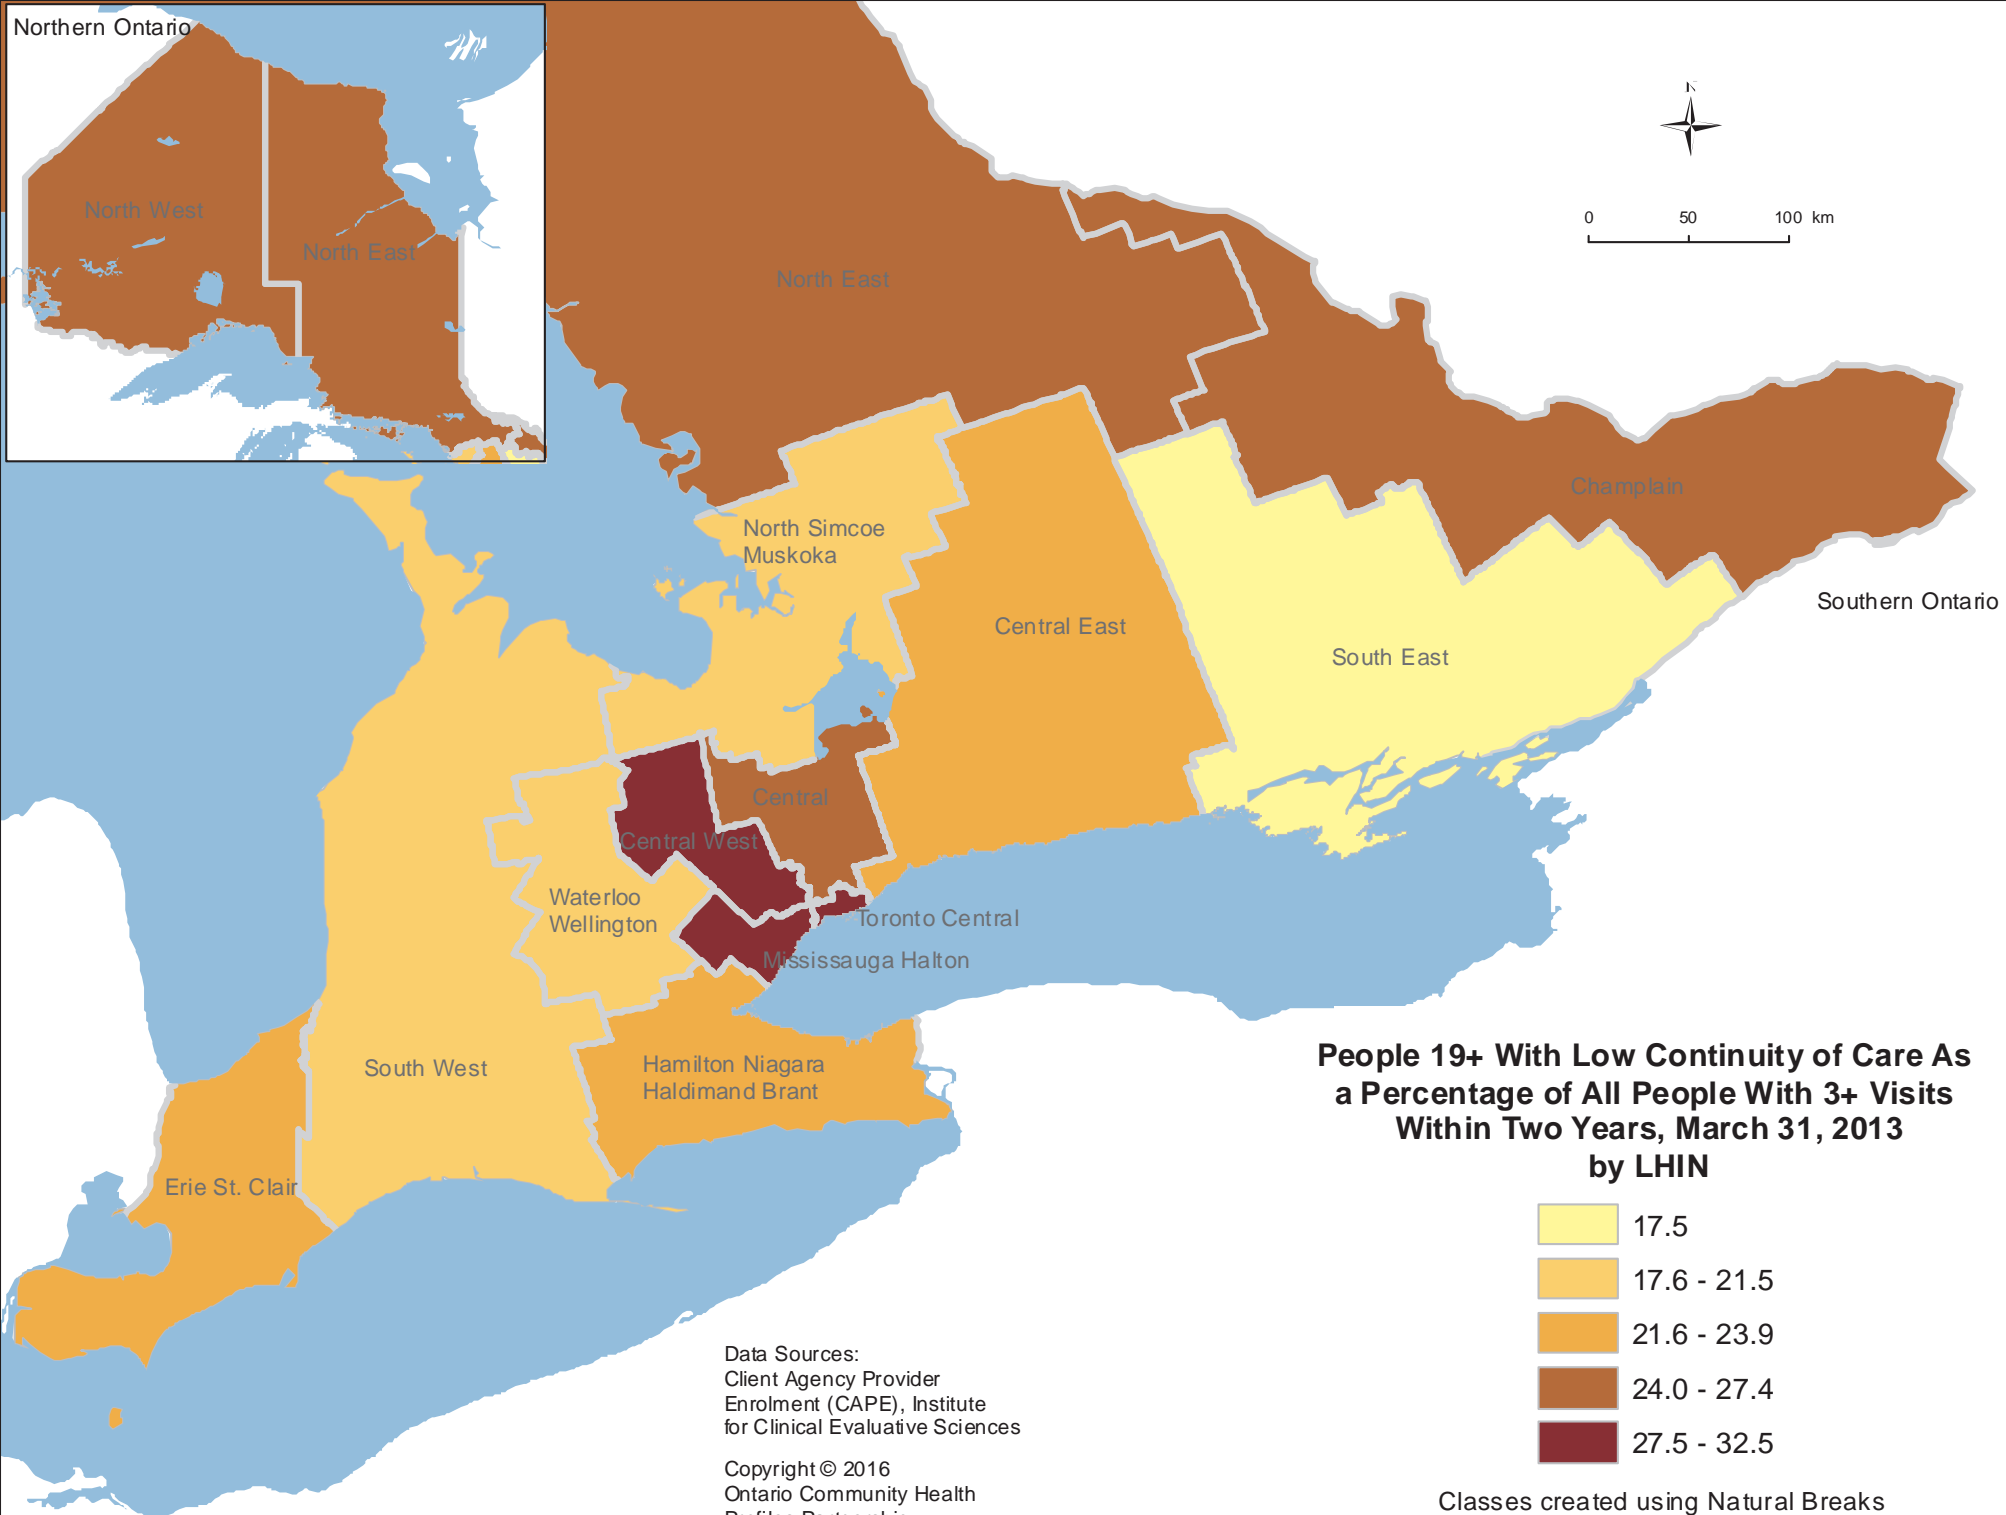 Northern Ontario
North West
North East
N
0 50 100 km
North East
Champlain
North Simcoe
Muskoka
Southern Ontario
Central East
South East
Central
Central West
Waterloo
Wellington
Toronto Central
Mississauga Halton
South West
Hamilton Niagara
Haldimand Brant
Erie St. Clair
People 19+ With Low Continuity of Care As
a Percentage of All People With 3+ Visits
Within Two Years, March 31, 2013
by LHIN
17.5
17.6 - 21.5
21.6 - 23.9
24.0 - 27.4
27.5 - 32.5
Classes created using Natural Breaks
Data Sources:
Client Agency Provider
Enrolment (CAPE), Institute
for Clinical Evaluative Sciences
Copyright © 2016
Ontario Community Health